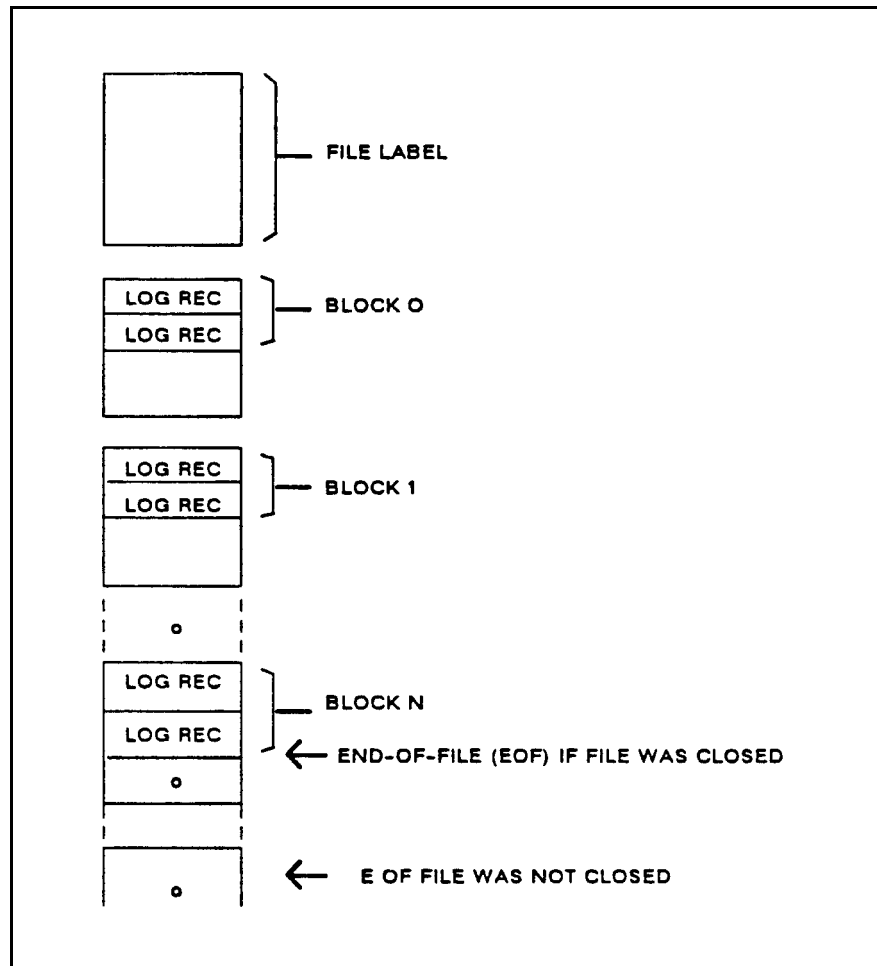 FILE LABEL
LOG REC
LOG REC
BLOCK O
LOG REC
LOG REC
BLOCK 1
LOG REC
LOG REC
BLOCK N
END-OF-FILE (EOF) IF FILE WAS CLOSED
E OF FILE WAS NOT CLOSED